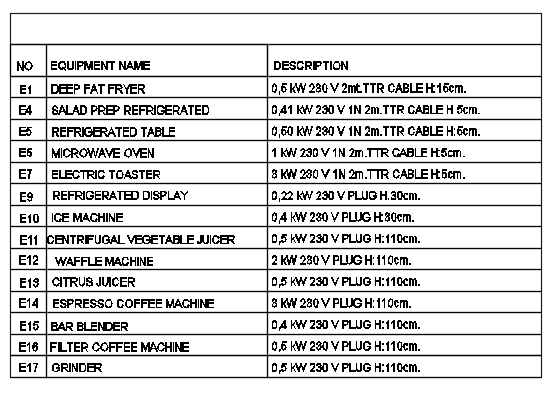 NO EQUIPMENT NAME DESCRIPTION
E1 DEEP FAT FRYER 0,5 kW 230 V 2mt.TTR CABLE H:15cm.
E4 SALAD PREP REFRIGERATED 0,41 kW 230 V 1N 2m.TTR CABLE H:5cm.
E5 REFRIGERATED TABLE 0,50 kW 230 V 1N 2m.TTR CABLE H:5cm.
E6 MICROWAVE OVEN 1 kW 230 V 1N 2m.TTR CABLE H:5cm.
E7 ELECTRIC TOASTER 3 kW 230 V 1N 2m.TTR CABLE H:5cm.
E9 REFRIGERATED DISPLAY 0,22 kW 230 V PLUG H:30cm.
E10 ICE MACHINE 0,4 kW 230 V PLUG H:30cm.
E11 CENTRIFUGAL VEGETABLE JUICER 0,5 kW 230 V PLUG H:110cm.
E12 WAFFLE MACHINE 2 kW 230 V PLUG H:110cm.
E13 CITRUS JUICER 0,5 kW 230 V PLUG H:110cm.
E14 ESPRESSO COFFEE MACHINE 3 kW 230 V PLUG H:110cm.
E15 BAR BLENDER 0,4 kW 230 V PLUG H:110cm.
E16 FILTER COFFEE MACHINE 0,5 kW 230 V PLUG H:110cm.
E17 GRINDER 0,5 kW 230 V PLUG H:110cm.